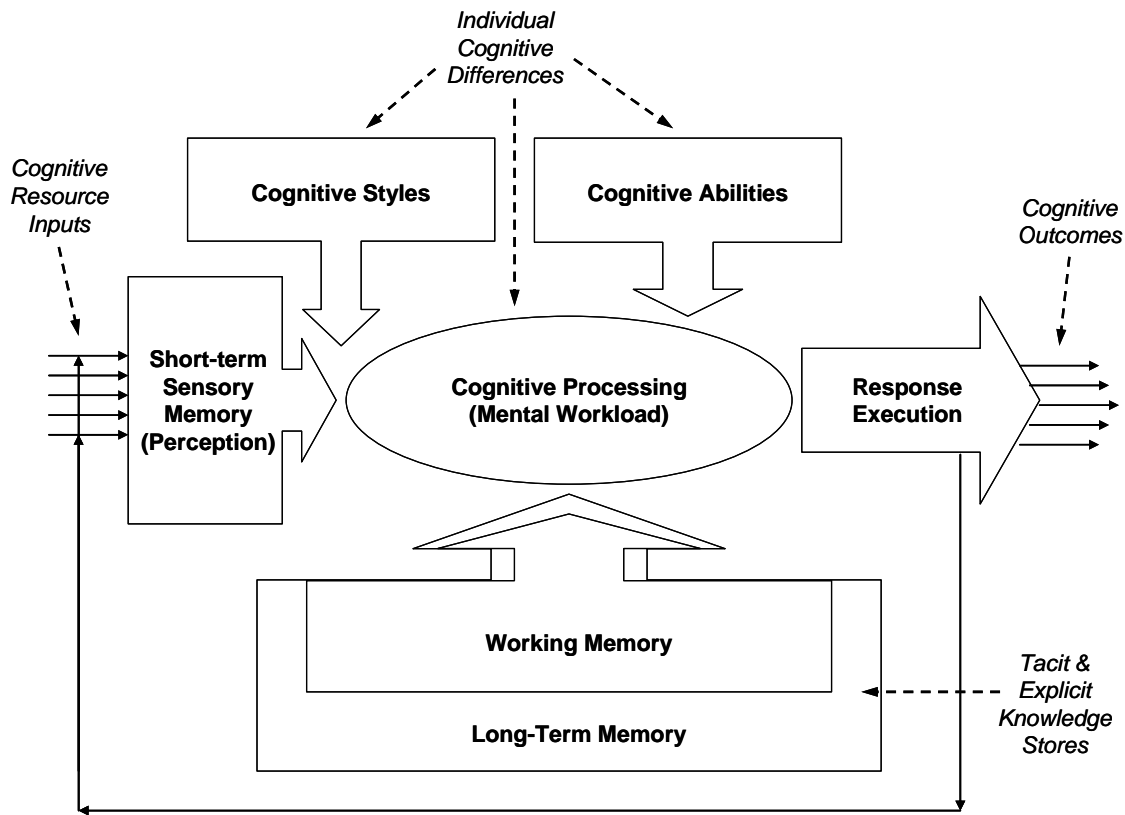 Individual
Cognitive
Differences
Cognitive
Resource
Inputs
Cognitive Styles
Cognitive Abilities
Cognitive
Outcomes
Short-term
Sensory
Memory
(Perception)
Cognitive Processing
(Mental Workload)
Response
Execution
Working Memory
Long-Term Memory
Tacit &
Explicit
Knowledge
Stores